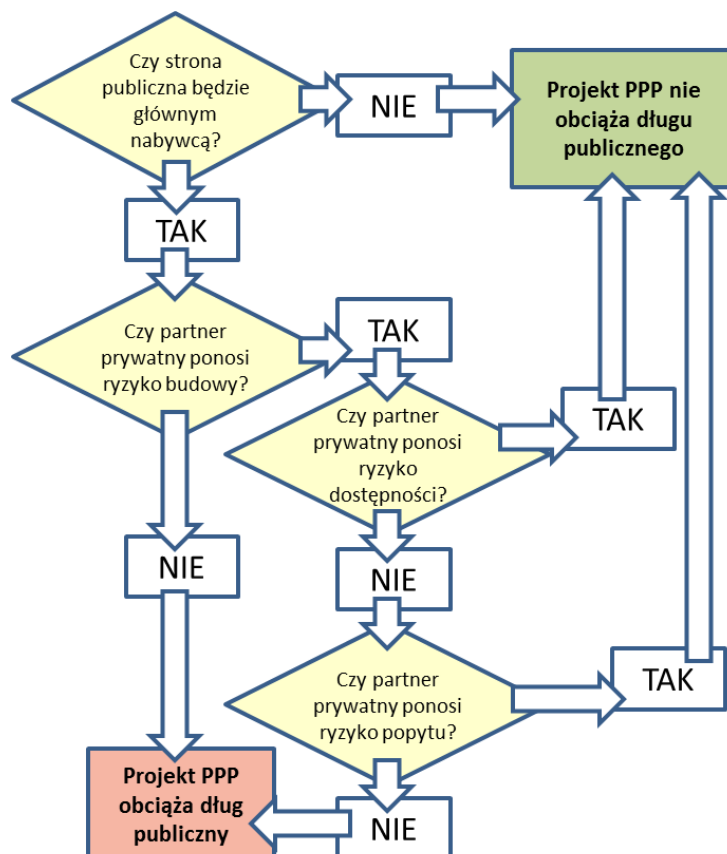 Czy strona
publiczna będzie
głównym
nabywcą?
NIE
Projekt PPP nie
obciąża długu
publicznego
TAK
Czy partner
prywatny ponosi
ryzyko budowy?
TAK
Czy partner
prywatny ponosi
ryzyko
dostępności?
TAK
NIE
NIE
Czy partner
prywatny ponosi
ryzyko popytu?
TAK
Projekt PPP
obciąża dług
publiczny
NIE